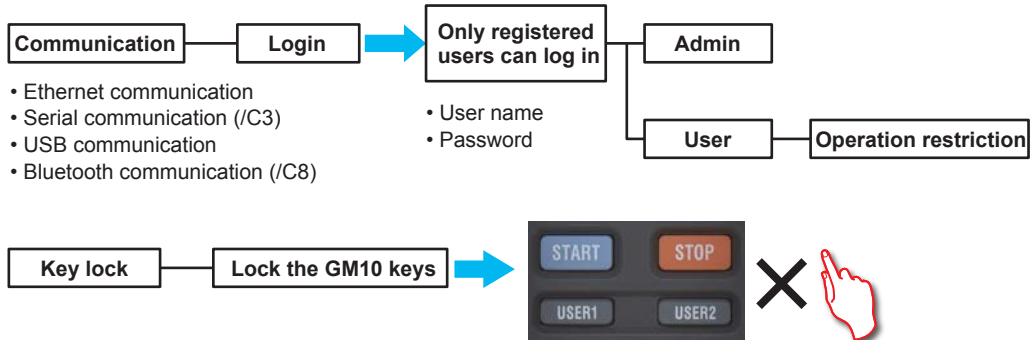 Communication
Login
Only registered
users can log in
Admin
• Ethernet communication
• Serial communication (/C3)
• USB communication
• Bluetooth communication (/C8)
• User name
• Password
User
Operation restriction
Key lock
Lock the GM10 keys
START
STOP
USER1
USER2